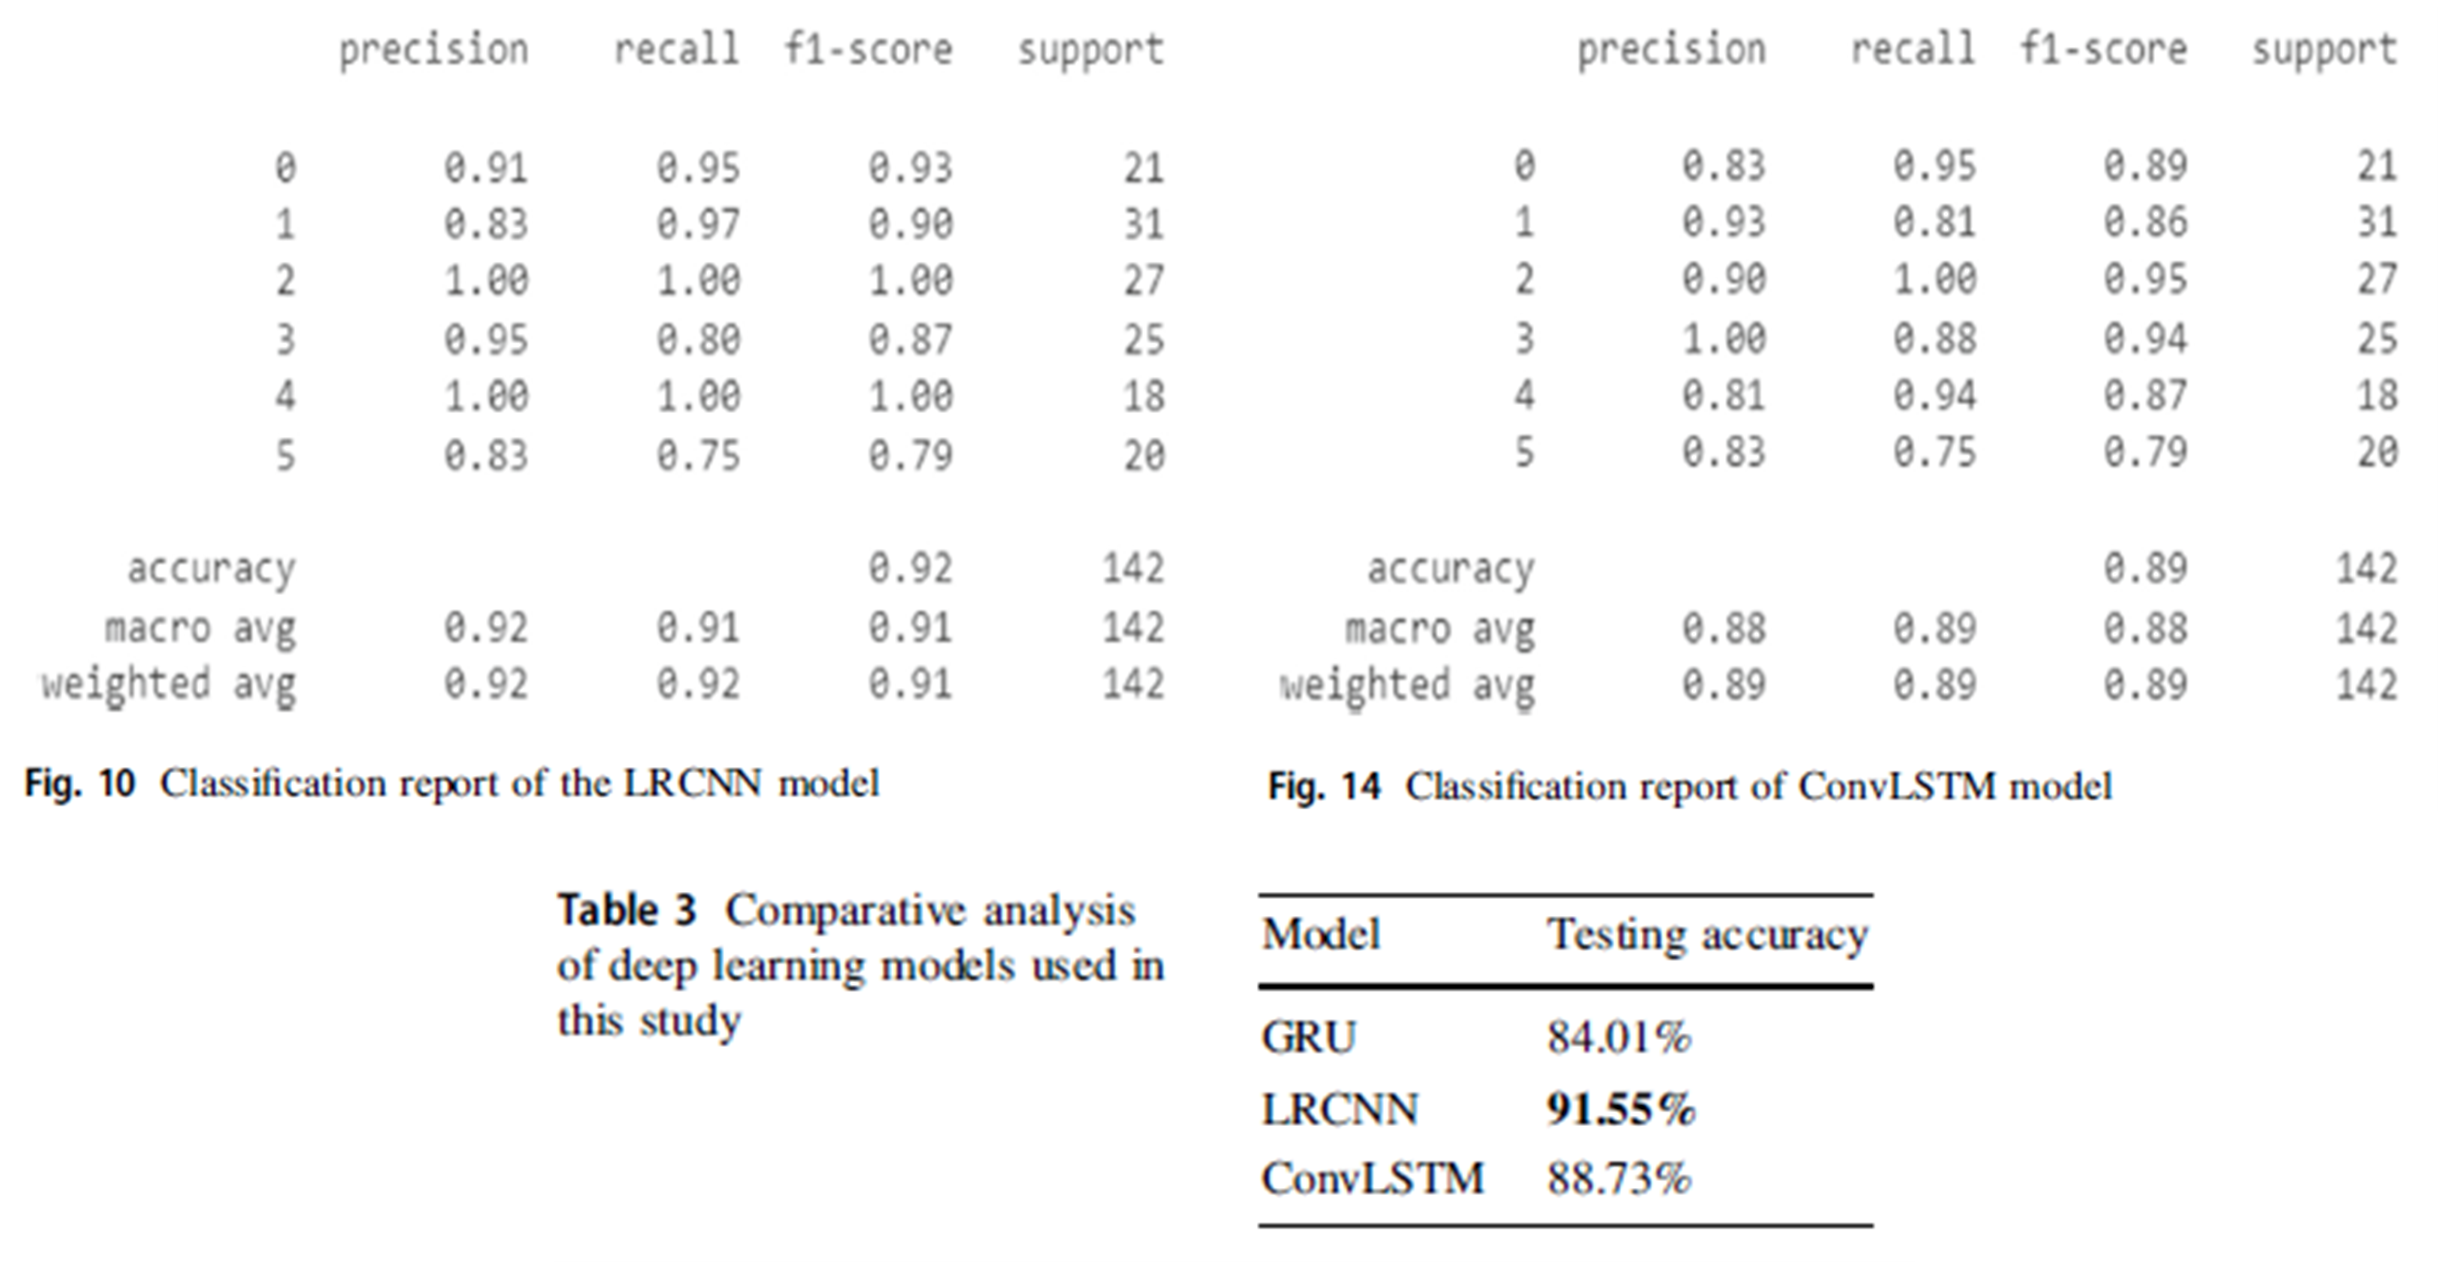 precision recall f1-score support
0 0.91 0.95 0.93 21
1 0.83 0.97 0.90 31
2 1.00 1.00 1.00 27
3 0.95 0.80 0.87 25
4 1.00 1.00 1.00 18
5 0.83 0.75 0.79 20
accuracy 0.92 142
macro avg 0.92 0.91 0.91 142
weighted avg 0.92 0.92 0.91 142
Fig. 10 Classification report of the LRCNN model
precision recall f1-score support
0 0.83 0.95 0.89 21
1 0.93 0.81 0.86 31
2 0.90 1.00 0.95 27
3 1.00 0.88 0.94 25
4 0.81 0.94 0.87 18
5 0.83 0.75 0.79 20
accuracy 0.89 142
macro avg 0.88 0.89 0.88 142
weighted avg 0.89 0.89 0.89 142
Fig. 14 Classification report of ConvLSTM model
Table 3 Comparative analysis
of deep learning models used in
this study
Model Testing accuracy
GRU 84.01%
LRCNN 91.55%
ConvLSTM 88.73%